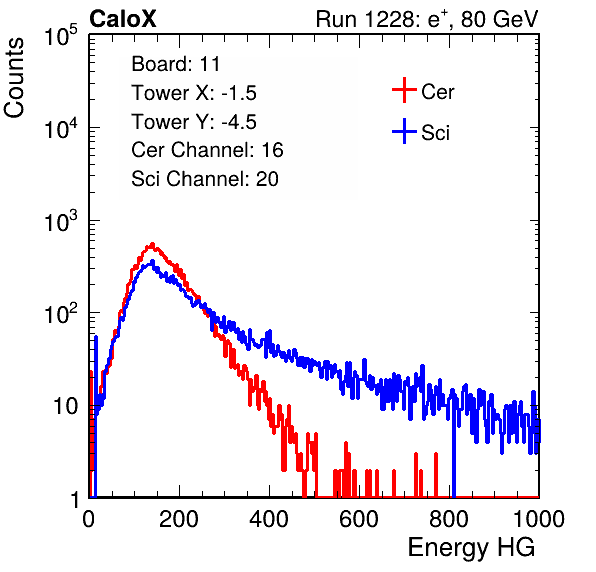 CaloX Run 1228: e⁺, 80 GeV
Board: 11
Tower X: -1.5
Tower Y: -4.5
Cer Channel: 16
Sci Channel: 20
Cer
Sci
Counts
10⁵
10⁴
10³
10²
10
1
0 200 400 600 800 1000
Energy HG